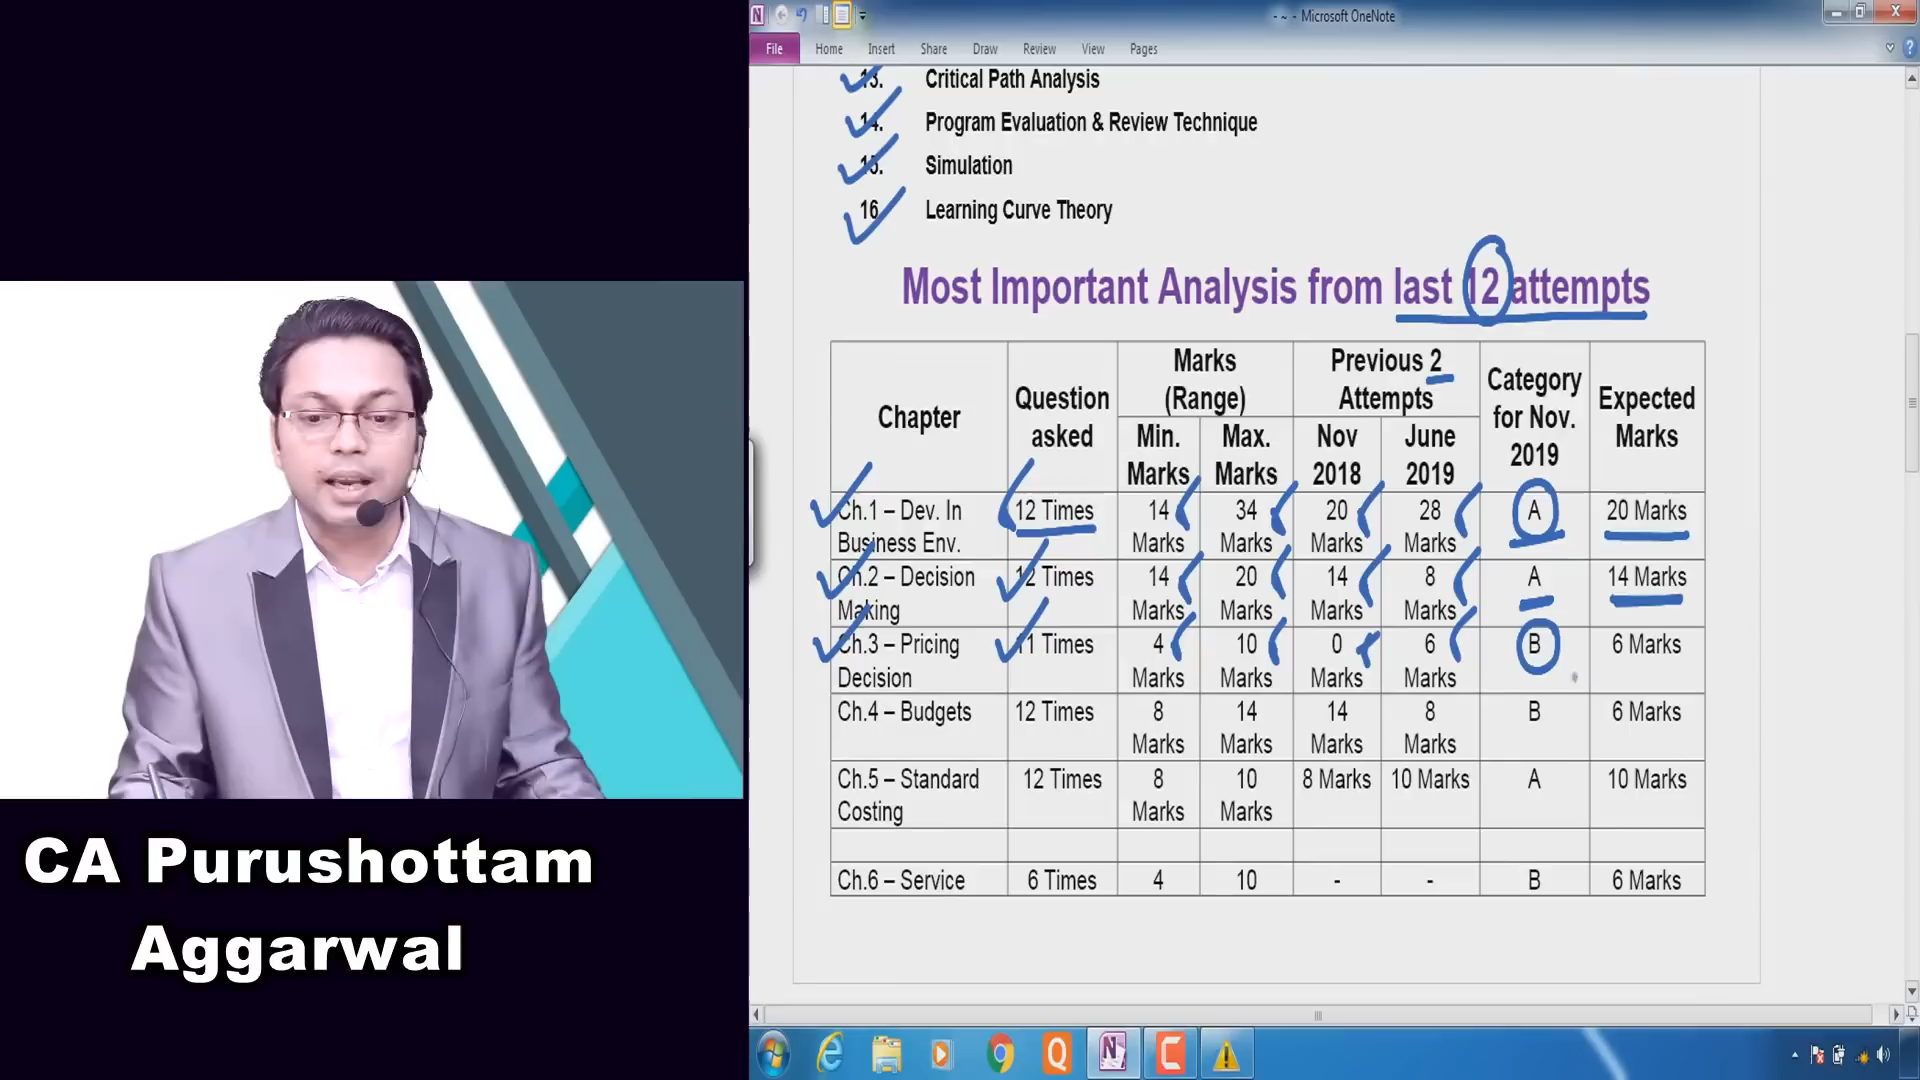 - ~ - Microsoft OneNote
File Home Insert Share Draw Review View Pages
13. Critical Path Analysis
14. Program Evaluation & Review Technique
15. Simulation
16. Learning Curve Theory
Most Important Analysis from last 12 attempts
Chapter
Question
asked
Marks
(Range)
Previous 2
Attempts
Category
for Nov.
2019
Expected
Marks
Min.
Marks
Max.
Marks
Nov
2018
June
2019
Ch.1 – Dev. In 12 Times 14 34 20 28 A 20 Marks
Business Env. Marks Marks Marks Marks
Ch.2 – Decision 12 Times 14 20 14 8 A 14 Marks
Making Marks Marks Marks Marks
Ch.3 – Pricing 11 Times 4 10 0 6 B 6 Marks
Decision Marks Marks Marks Marks
Ch.4 – Budgets 12 Times 8 14 14 8 B 6 Marks
Marks Marks Marks Marks
Ch.5 – Standard 12 Times 8 10 8 Marks 10 Marks A 10 Marks
Costing Marks Marks
Ch.6 – Service 6 Times 4 10 - - B 6 Marks
CA Purushottam
Aggarwal